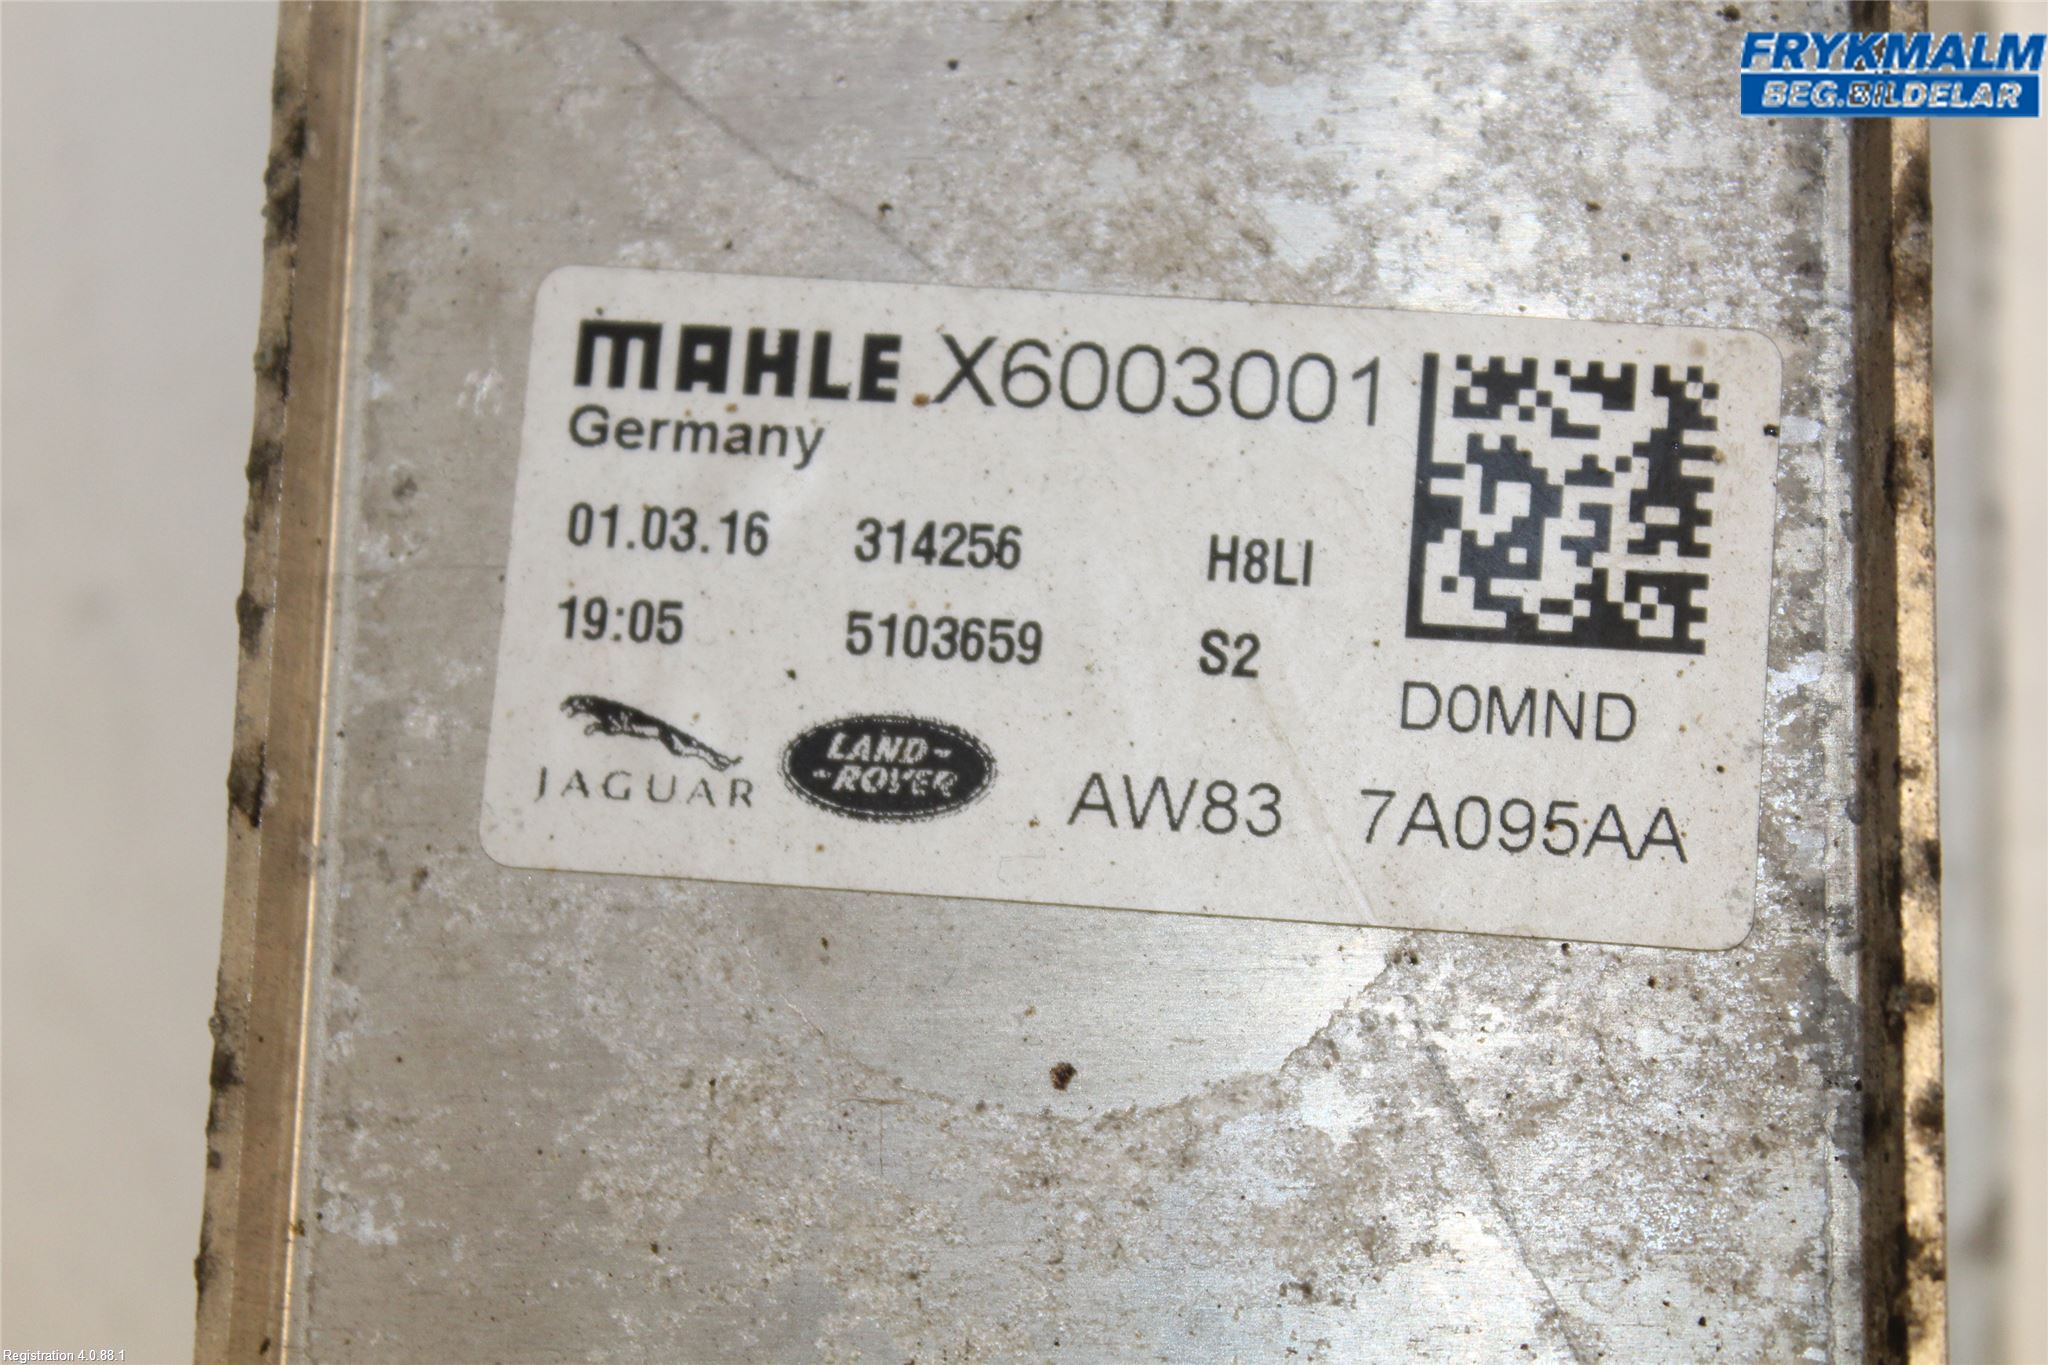 FRYKMALM
BEG.BILDELAR
MAHLE X6003001
Germany
01.03.16 314256 H8LI
19:05 5103659 S2
D0MND
JAGUAR LAND-
-ROVER AW83 7A095AA
Registration 4.0.88.1